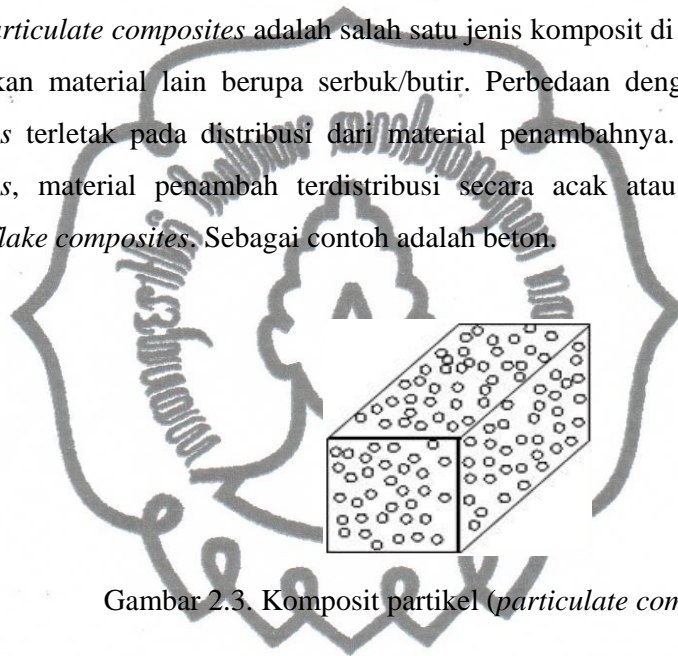 articulate composites adalah salah satu jenis komposit di
kan material lain berupa serbuk/butir. Perbedaan deng
s terletak pada distribusi dari material penambahnya.
s, material penambah terdistribusi secara acak atau
lake composites. Sebagai contoh adalah beton.
Gambar 2.3. Komposit partikel (particulate com